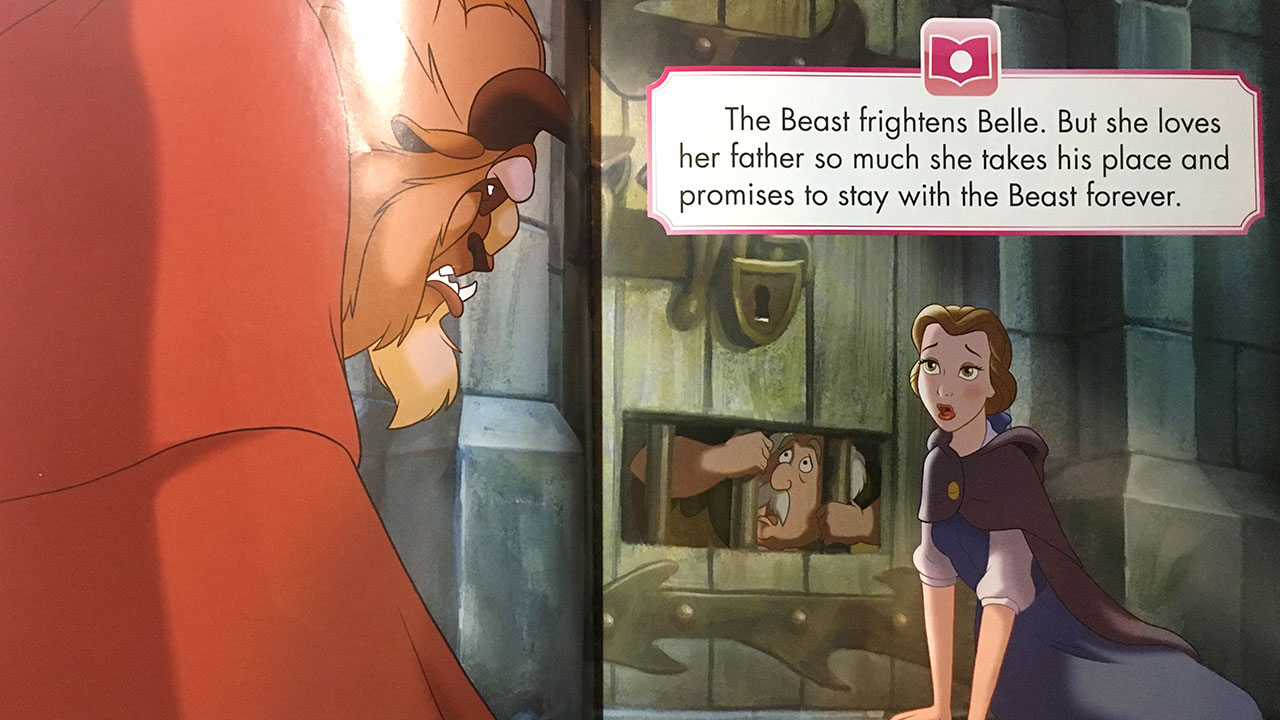 The Beast frightens Belle. But she loves
her father so much she takes his place and
promises to stay with the Beast forever.